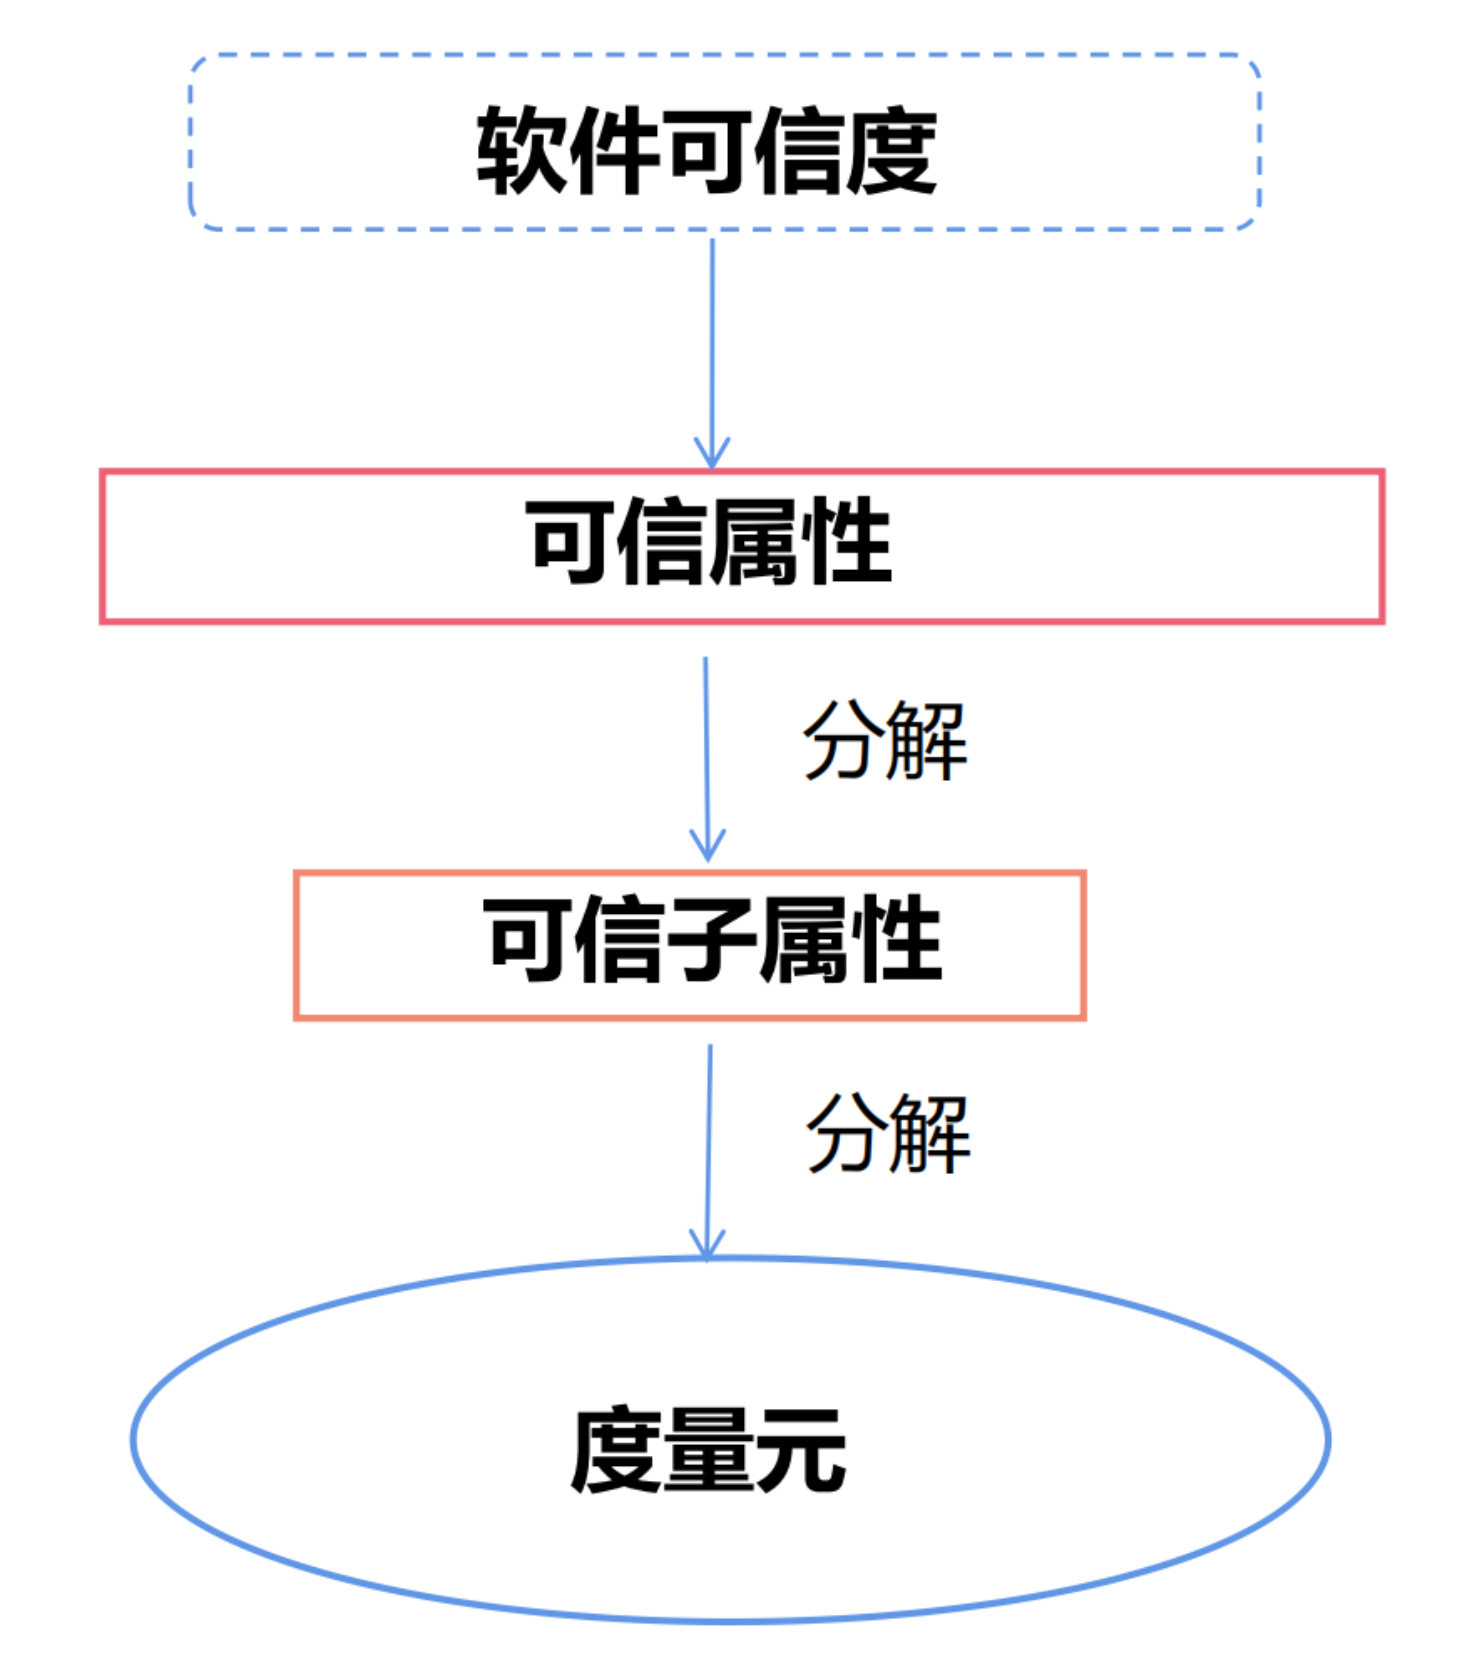 软件可信度
可信属性
分解
可信子属性
分解
度量元